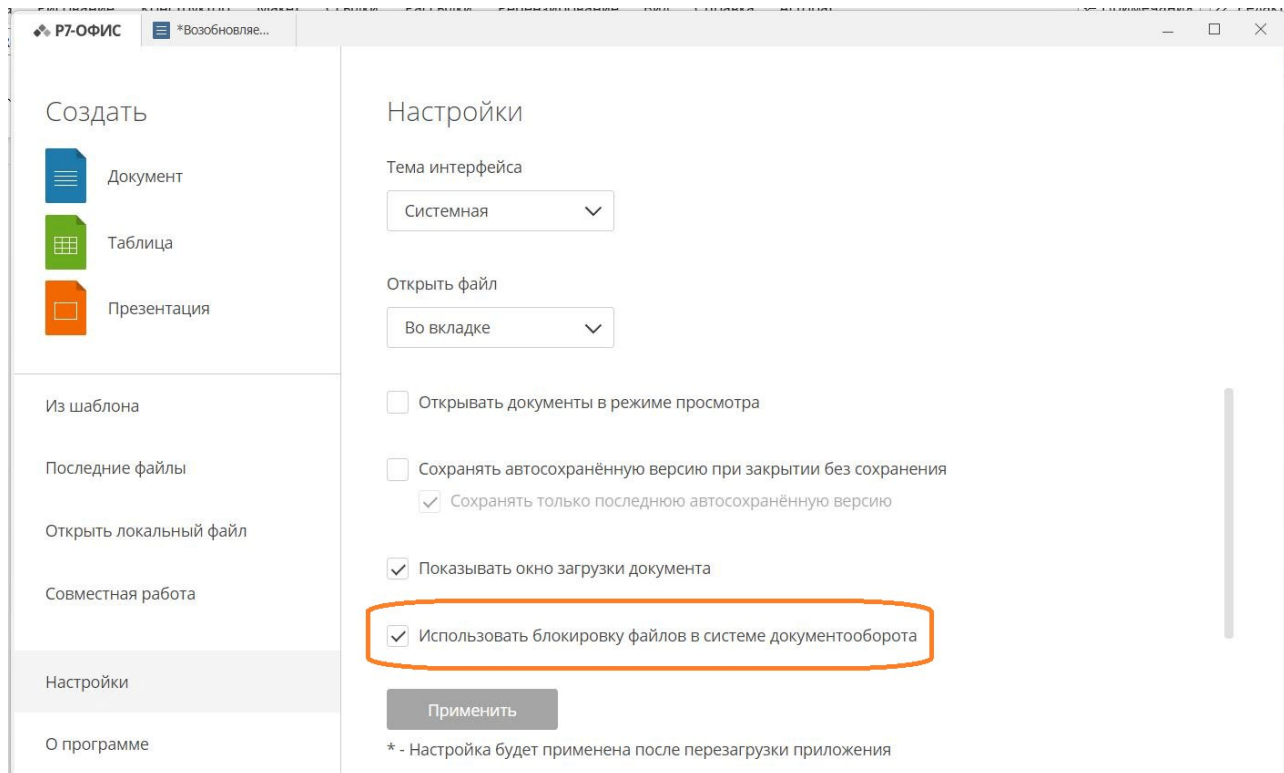 Р7-ОФИС
*Возобновляе...
Создать
Документ
Таблица
Презентация
Из шаблона
Последние файлы
Открыть локальный файл
Совместная работа
Настройки
О программе
Настройки
Тема интерфейса
Системная
Открыть файл
Во вкладке
Открывать документы в режиме просмотра
Сохранять автосохранённую версию при закрытии без сохранения
Сохранять только последнюю автосохранённую версию
Показывать окно загрузки документа
Использовать блокировку файлов в системе документооборота
Применить
* - Настройка будет применена после перезагрузки приложения